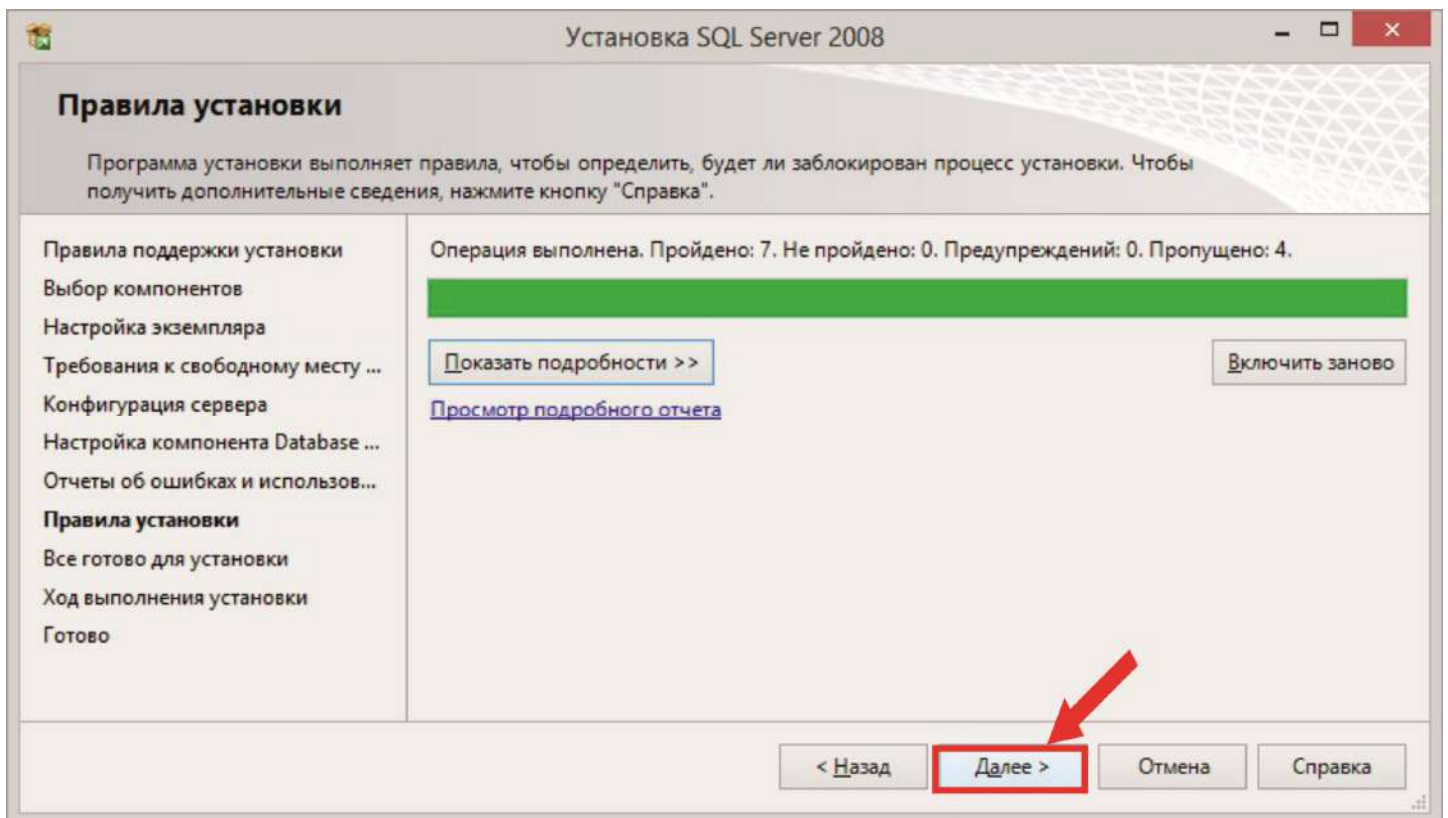 Установка SQL Server 2008
Правила установки
Программа установки выполняет правила, чтобы определить, будет ли заблокирован процесс установки. Чтобы
получить дополнительные сведения, нажмите кнопку "Справка".
Правила поддержки установки
Выбор компонентов
Настройка экземпляра
Требования к свободному месту ...
Конфигурация сервера
Настройка компонента Database ...
Отчеты об ошибках и использов...
Правила установки
Все готово для установки
Ход выполнения установки
Готово
Операция выполнена. Пройдено: 7. Не пройдено: 0. Предупреждений: 0. Пропущено: 4.
Показать подробности >>
Включить заново
Просмотр подробного отчета
< Назад
Далее >
Отмена
Справка